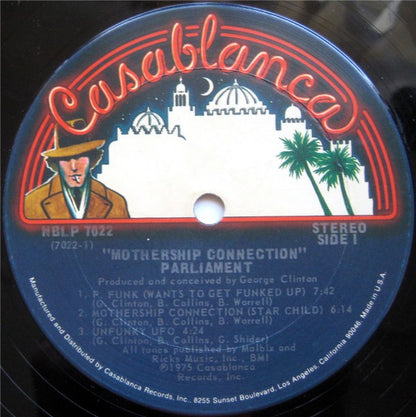 Casablanca
NBLP 7022
(7022-1)
STEREO
SIDE 1
"MOTHERSHIP CONNECTION"
PARLIAMENT
Produced and conceived by George Clinton
1. P. FUNK (WANTS TO GET FUNKED UP) 7:42
(G. Clinton, B. Collins, B. Worrell)
2. MOTHERSHIP CONNECTION (STAR CHILD) 6:14
(G. Clinton, B. Collins, B. Worrell)
3. UNFUNKY UFO 4:24
(G. Clinton, B. Collins, G. Shider)
All tunes published by Malbiz and
Ricks Music, Inc., BMI
©1975 Casablanca
Records, Inc.
Manufactured and Distributed by Casablanca Records, Inc., 8255 Sunset Boulevard, Los Angeles, California 90046. Made in U.S.A.